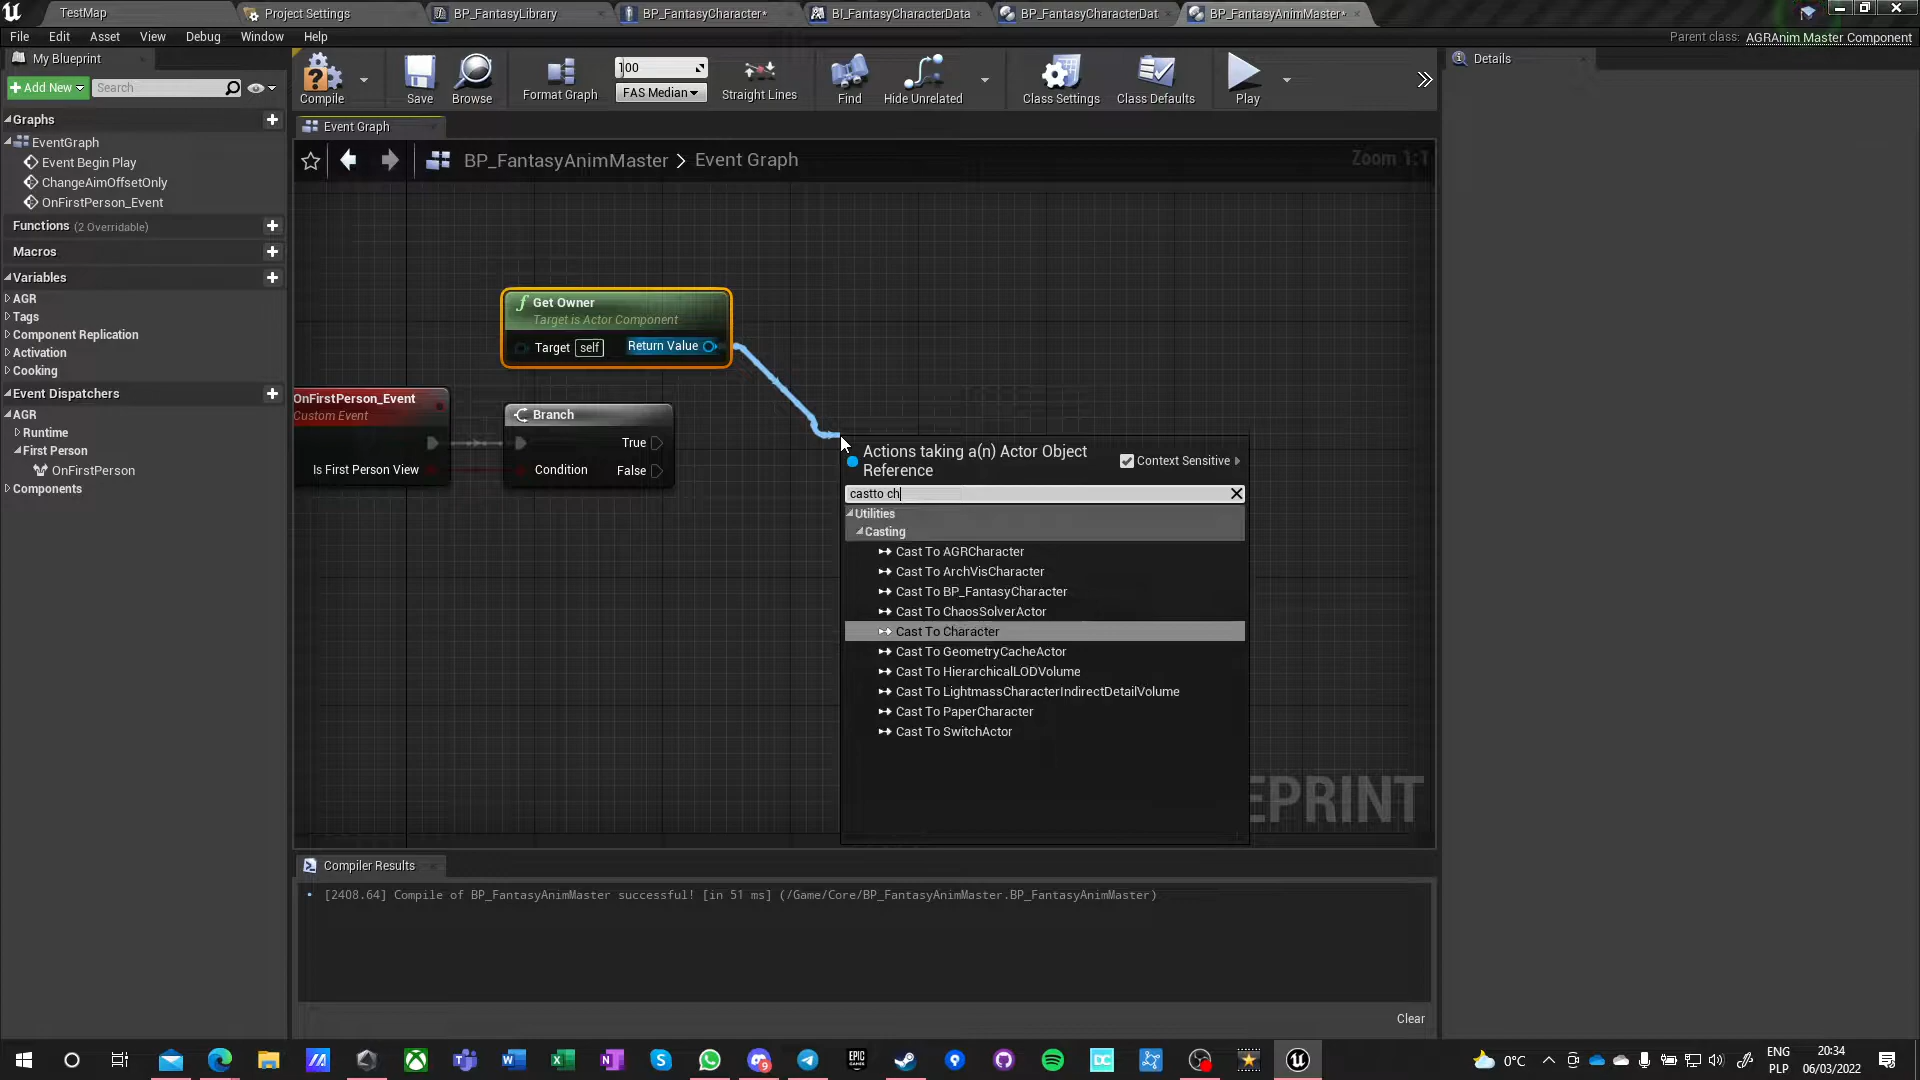 TestMap
Project Settings
BP_FantasyLibrary
BP_FantasyCharacter*
BI_FantasyCharacterData
BP_FantasyCharacterDat
BP_FantasyAnimMaster*
File Edit Asset View Debug Window Help
Parent class: AGRAnim Master Component
My Blueprint
Add New
Search
Compile
Save
Browse
Format Graph
1.00
FAS Median
Straight Lines
Find
Hide Unrelated
Class Settings
Class Defaults
Play
Details
Graphs
EventGraph
Event Begin Play
ChangeAimOffsetOnly
OnFirstPerson_Event
Functions (2 Overridable)
Macros
Variables
AGR
Tags
Component Replication
Activation
Cooking
Event Dispatchers
AGR
Runtime
First Person
OnFirstPerson
Components
Event Graph
BP_FantasyAnimMaster > Event Graph
Zoom 1:1
Get Owner
Target is Actor Component
Target self
Return Value
OnFirstPerson_Event
Custom Event
Is First Person View
Branch
True
Condition
False
Actions taking a(n) Actor Object
Reference
Context Sensitive
castto ch
Utilities
Casting
Cast To AGRCharacter
Cast To ArchVisCharacter
Cast To BP_FantasyCharacter
Cast To ChaosSolverActor
Cast To Character
Cast To GeometryCacheActor
Cast To HierarchicalLODVolume
Cast To LightmassCharacterIndirectDetailVolume
Cast To PaperCharacter
Cast To SwitchActor
EPRINT
Compiler Results
[2408.64] Compile of BP_FantasyAnimMaster successful! [in 51 ms] (/Game/Core/BP_FantasyAnimMaster.BP_FantasyAnimMaster)
Clear
0°C
ENG
PLP
20:34
06/03/2022